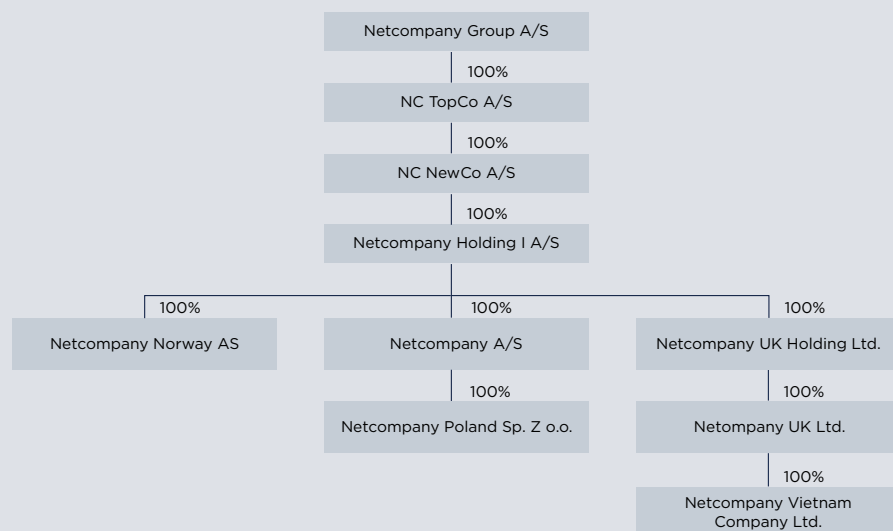 Netcompany Group A/S
100%
NC TopCo A/S
100%
NC NewCo A/S
100%
Netcompany Holding I A/S
100% 100% 100%
Netcompany Norway AS Netcompany A/S Netcompany UK Holding Ltd.
100% 100%
Netcompany Poland Sp. Z o.o. Netompany UK Ltd.
100%
Netcompany Vietnam
Company Ltd.